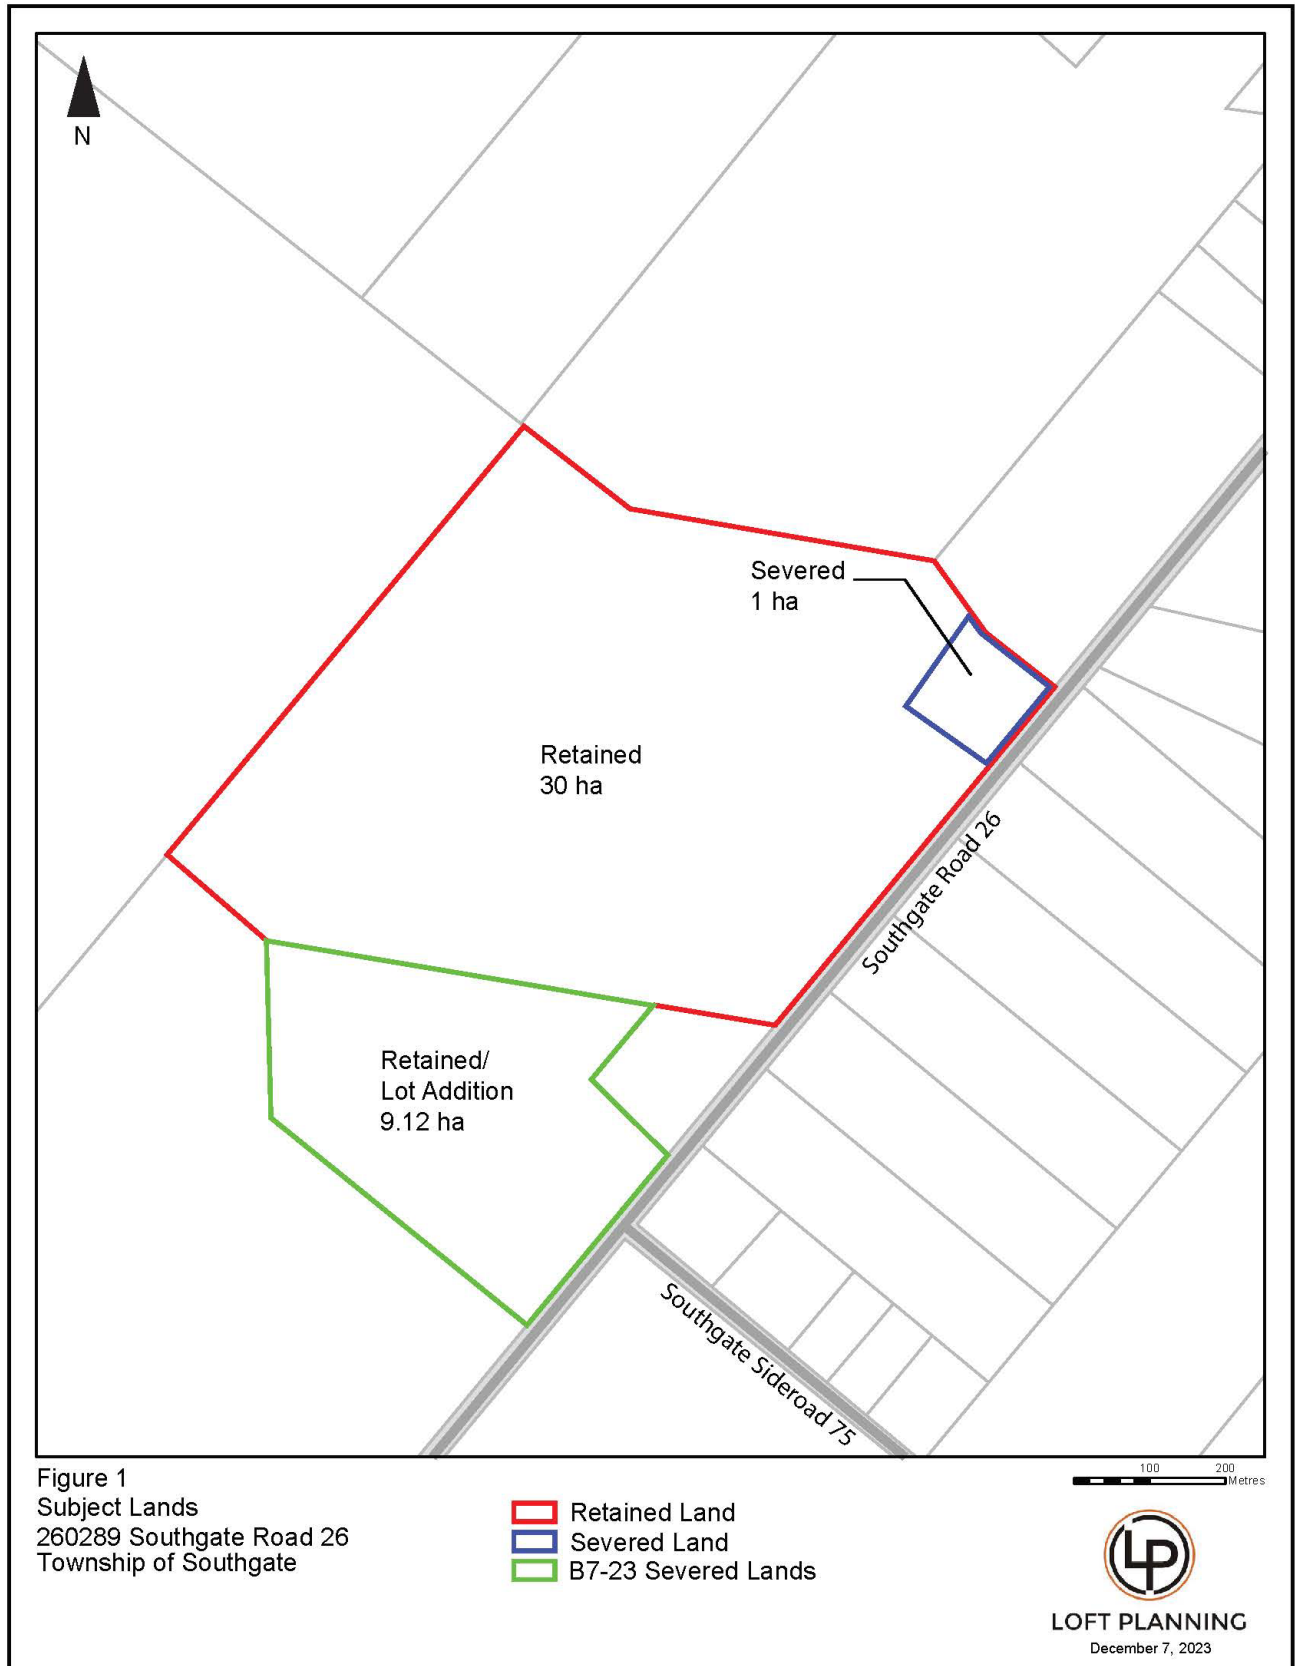 N
Severed
1 ha
Retained
30 ha
Southgate Road 26
Retained/
Lot Addition
9.12 ha
Southgate Sideroad 75
Figure 1
Subject Lands
260289 Southgate Road 26
Township of Southgate
Retained Land
Severed Land
B7-23 Severed Lands
100 200
Metres
LP
LOFT PLANNING
December 7, 2023